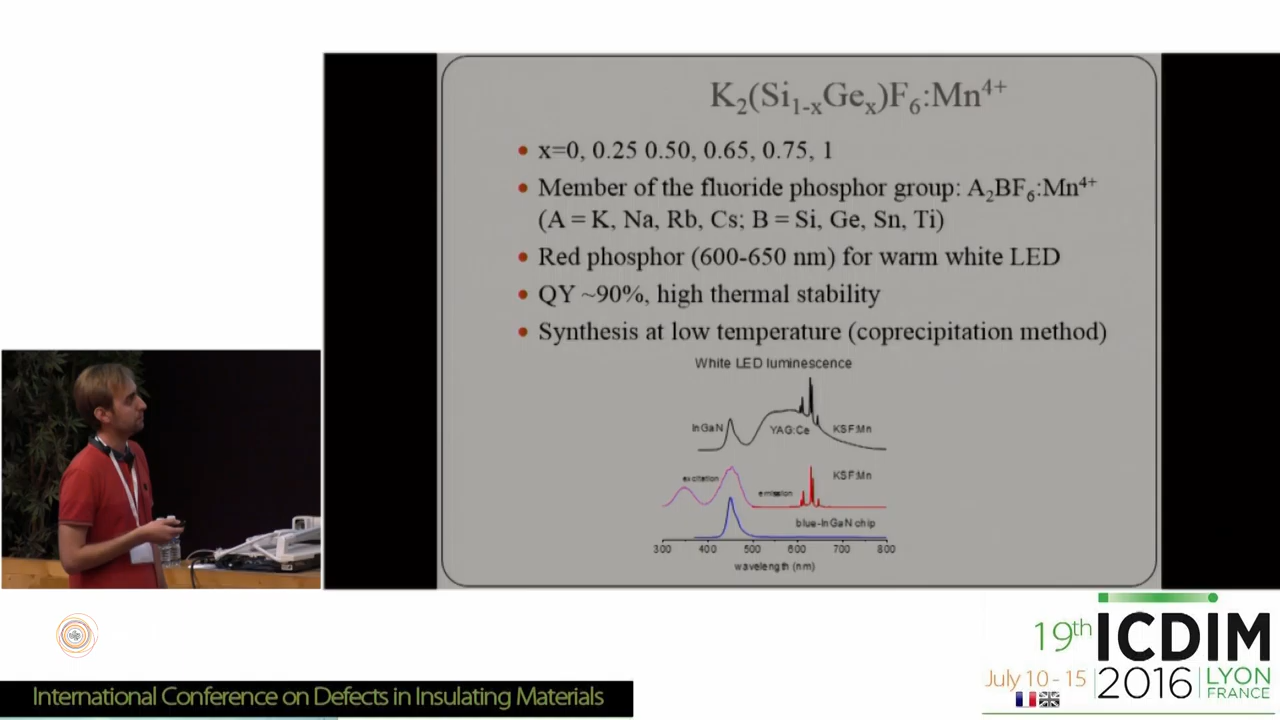 K₂(Si₁₋ₓGeₓ)F₆:Mn⁴⁺
• x=0, 0.25 0.50, 0.65, 0.75, 1
• Member of the fluoride phosphor group: A₂BF₆:Mn⁴⁺
(A = K, Na, Rb, Cs; B = Si, Ge, Sn, Ti)
• Red phosphor (600-650 nm) for warm white LED
• QY ~90%, high thermal stability
• Synthesis at low temperature (coprecipitation method)
White LED luminescence
InGaN
YAG:Ce
KSF:Mn
excitation
emission
KSF:Mn
blue-InGaN chip
300 400 500 600 700 800
wavelength (nm)
19th ICDIM
July 10 - 15 2016 LYON
FRANCE
International Conference on Defects in Insulating Materials